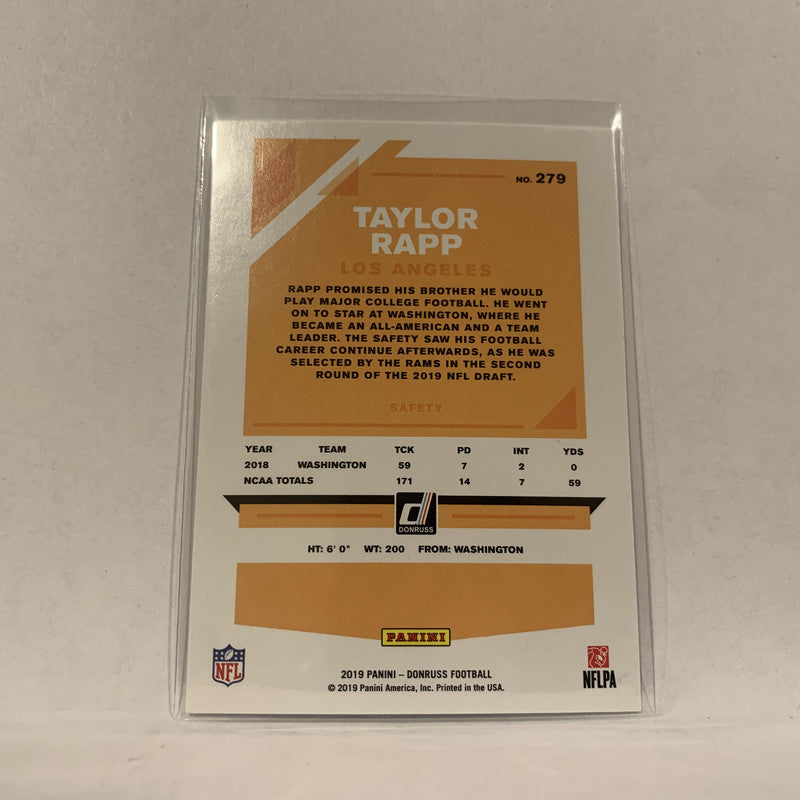 NO. 279
TAYLOR
RAPP
LOS ANGELES
RAPP PROMISED HIS BROTHER HE WOULD
PLAY MAJOR COLLEGE FOOTBALL. HE WENT
ON TO STAR AT WASHINGTON, WHERE HE
BECAME AN ALL-AMERICAN AND A TEAM
LEADER. THE SAFETY SAW HIS FOOTBALL
CAREER CONTINUE AFTERWARDS, AS HE WAS
SELECTED BY THE RAMS IN THE SECOND
ROUND OF THE 2019 NFL DRAFT.
SAFETY
YEAR TEAM TCK PD INT YDS
2018 WASHINGTON 59 7 2 0
NCAA TOTALS 171 14 7 59
d
DONRUSS
HT: 6' 0" WT: 200 FROM: WASHINGTON
PANINI
NFL
2019 PANINI – DONRUSS FOOTBALL
© 2019 Panini America, Inc. Printed in the USA.
NFLPA